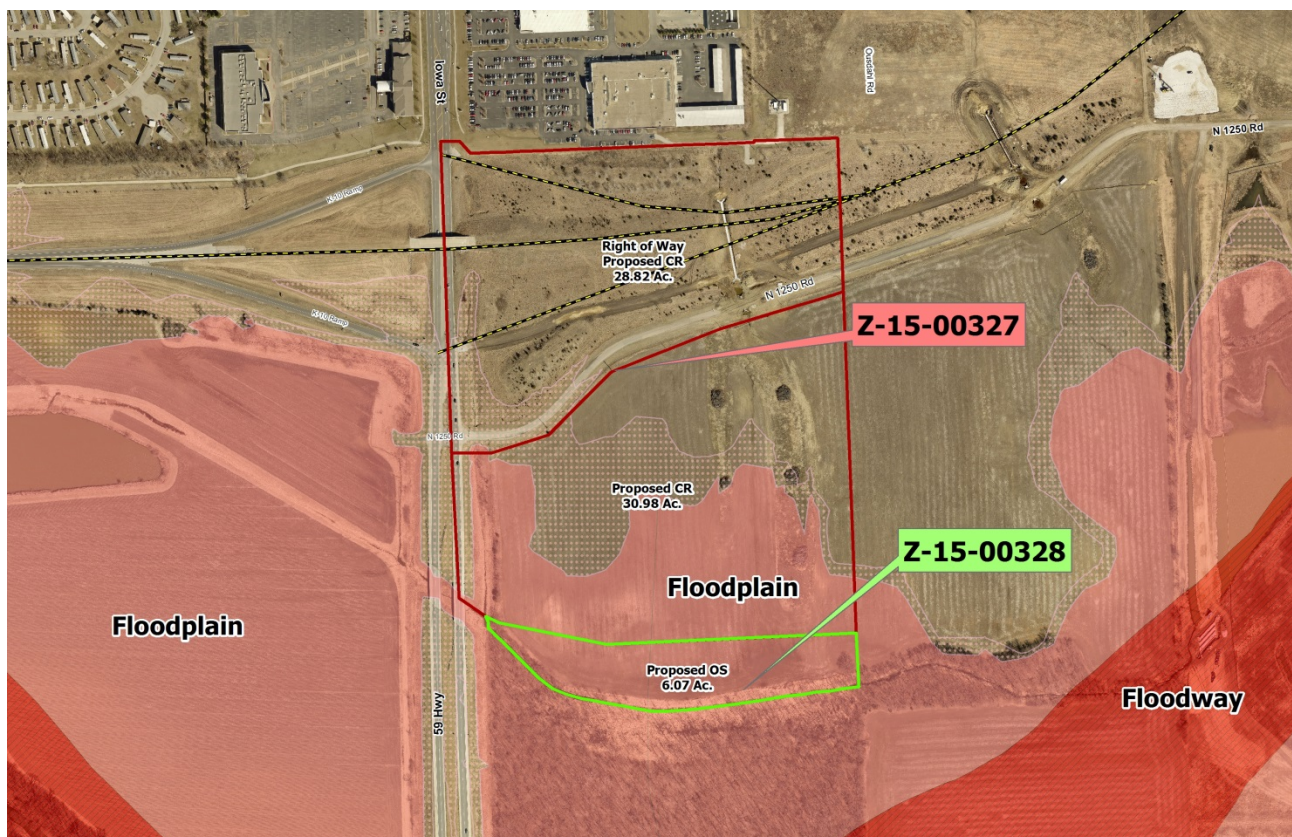 Iowa St
Ousdahl Rd
N 1250 Rd
K-10 Ramp
Right of Way
Proposed CR
28.82 Ac.
N 1250 Rd
K-10 Ramp
Z-15-00327
N 1250 Rd
Proposed CR
30.98 Ac.
Z-15-00328
Floodplain
Floodplain
Proposed OS
6.07 Ac.
59 Hwy
Floodway